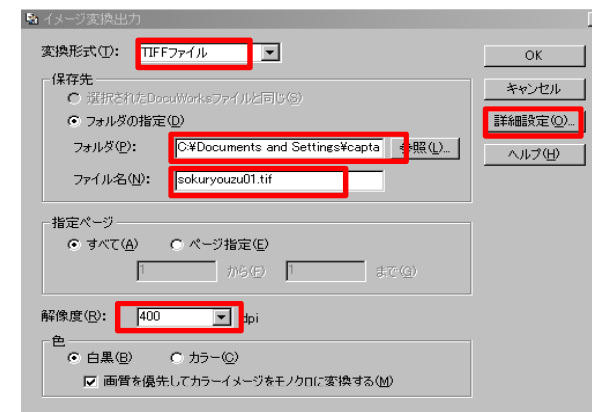 イメージ変換出力
変換形式(T): TIFFファイル
OK
保存先
キャンセル
選択されたDocuWorksファイルと同じ(S)
フォルダの指定(D)
詳細設定(O)...
フォルダ(P): C:¥Documents and Settings¥capta 参照(L)...
ヘルプ(H)
ファイル名(N): sokuryouzu01.tif
指定ページ
すべて(A) ページ指定(E)
1 から(F) 1 まで(G)
解像度(R): 400 dpi
色
白黒(B) カラー(C)
画質を優先してカラーイメージをモノクロに変換する(M)